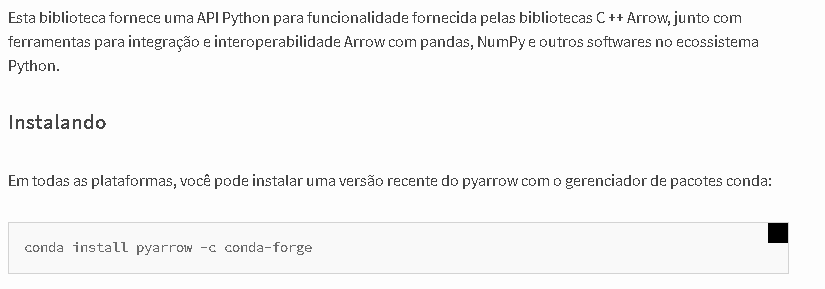 Esta biblioteca fornece uma API Python para funcionalidade fornecida pelas bibliotecas C ++ Arrow, junto com
ferramentas para integração e interoperabilidade Arrow com pandas, NumPy e outros softwares no ecossistema
Python.
Instalando
Em todas as plataformas, você pode instalar uma versão recente do pyarrow com o gerenciador de pacotes conda:
conda install pyarrow -c conda-forge